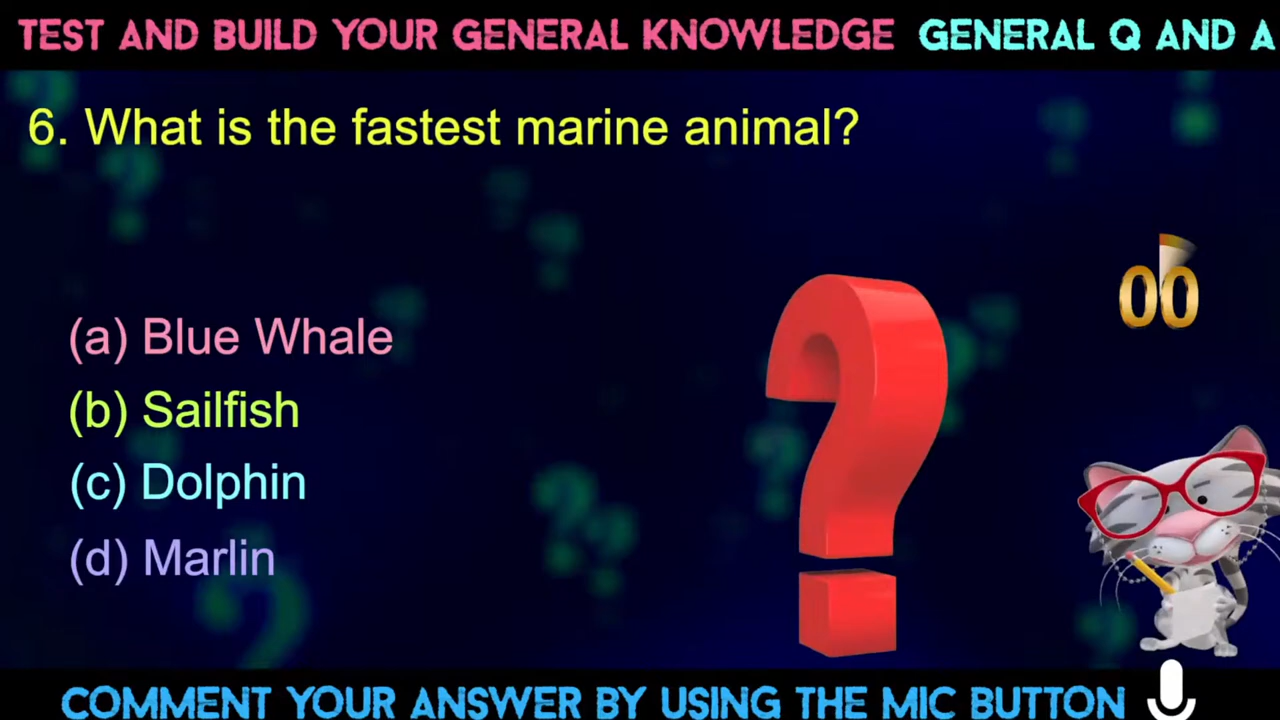 TEST AND BUILD YOUR GENERAL KNOWLEDGE GENERAL Q AND A
6. What is the fastest marine animal?
00
(a) Blue Whale
(b) Sailfish
(c) Dolphin
(d) Marlin
COMMENT YOUR ANSWER BY USING THE MIC BUTTON